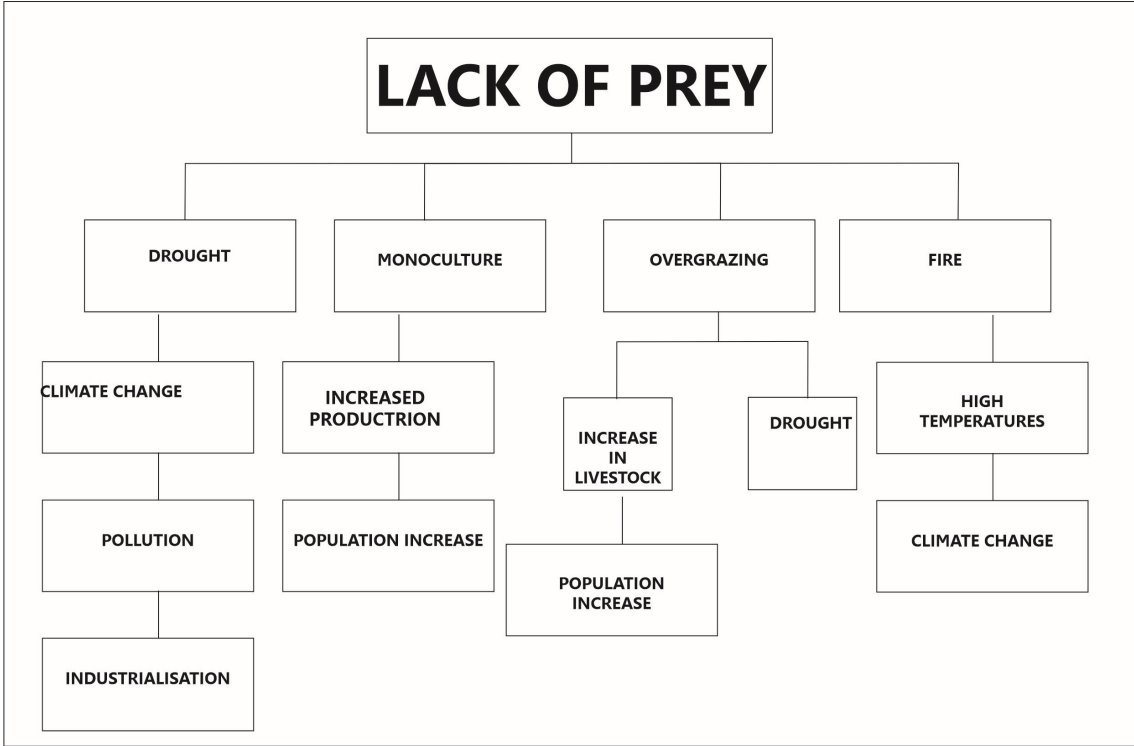 LACK OF PREY
DROUGHT
MONOCULTURE
OVERGRAZING
FIRE
CLIMATE CHANGE
INCREASED
PRODUCTRION
INCREASE
IN
LIVESTOCK
DROUGHT
HIGH
TEMPERATURES
POLLUTION
POPULATION INCREASE
POPULATION
INCREASE
CLIMATE CHANGE
INDUSTRIALISATION